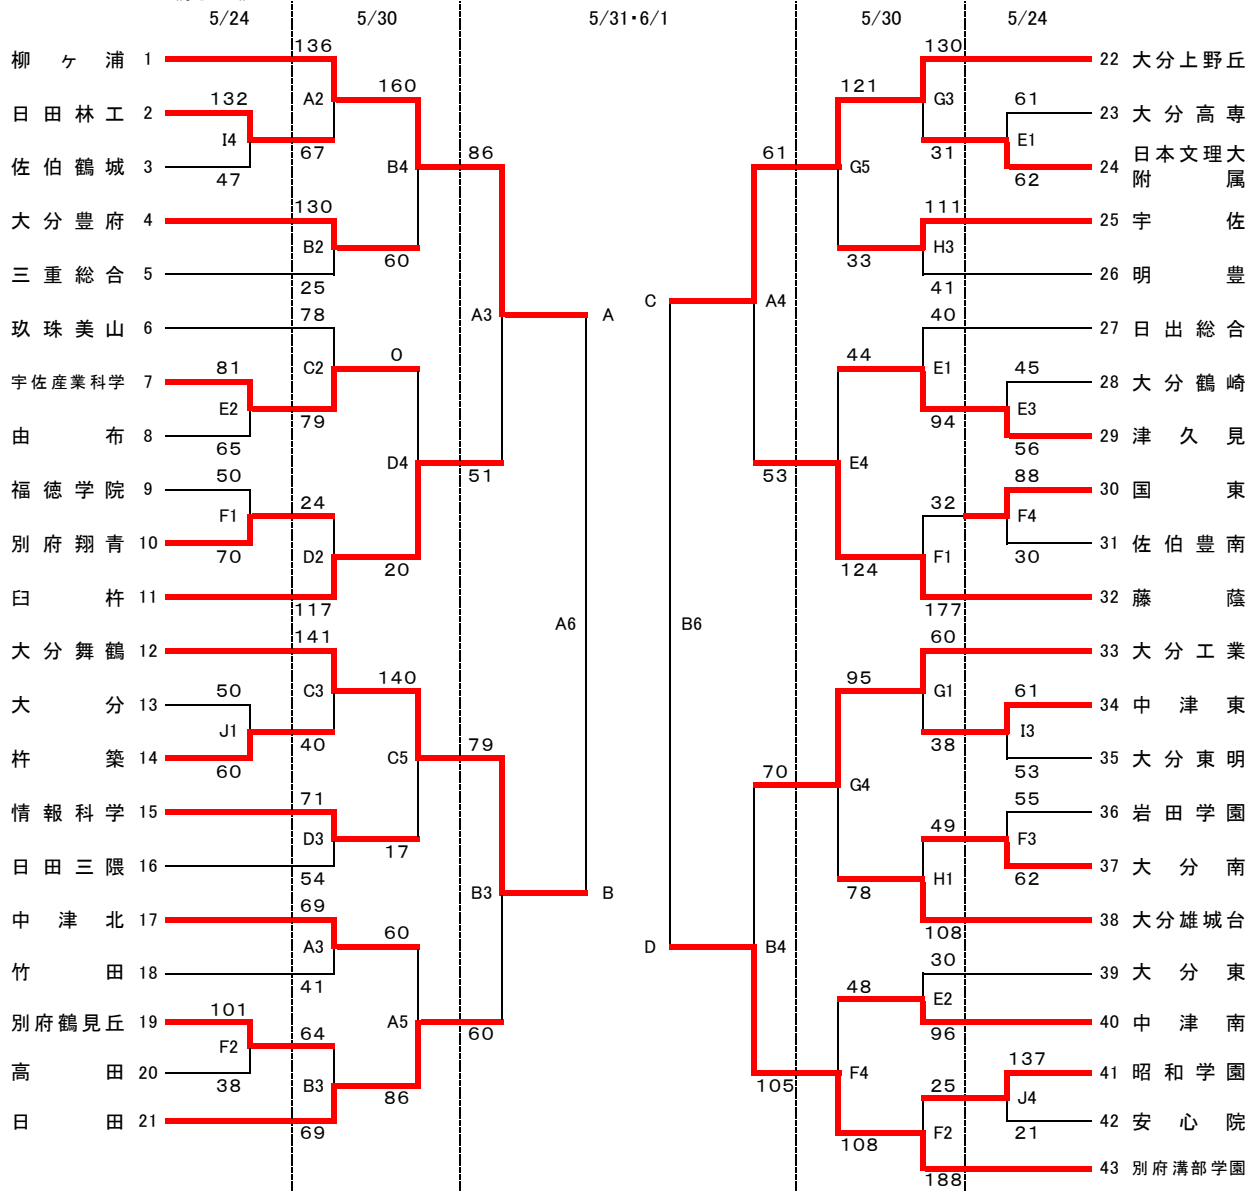 5/24 5/30 5/31・6/1 5/30 5/24
136 130
柳ヶ浦 1 22 大分上野丘
160 121
132 A2 G3 61
日田林工 2 23 大分高専
I4 E1
67 86 61 31
佐伯鶴城 3 B4 G5 24 日本文理大附属
47 62
130 111
大分豊府 4 25 宇佐
B2 H3
60 33
三重総合 5 26 明豊
25 41
78 A3 C A A4 40
玖珠美山 6 27 日出総合
0 44
81 C2 E1 45
宇佐産業科学 7 28 大分鶴崎
E2 E3
79 94
由布 8 29 津久見
65 56
50 D4 51 53 E4 88
福徳学院 9 30 国東
24 32
F1 F4
別府翔青 10 31 佐伯豊南
70 D2 20 124 F1 30
臼杵 11 32 藤蔭
117 177
141 A6 B6 60
大分舞鶴 12 33 大分工業
140 95
50 C3 G1 61
大分 13 34 中津東
J1 I3
40 79 38
杵築 14 C5 35 大分東明
60 70 53
71 G4 55
情報科学 15 36 岩田学園
D3 49 F3
17
日田三隈 16 37 大分南
54 B3 B 78 H1 62
69
中津北 17 38 大分雄城台
60 108
A3 D B4 30
竹田 18 39 大分東
41 48
101 E2
別府鶴見丘 19 A5 60 40 中津南
64 96
F2 137
高田 20 105 F4 41 昭和学園
38 B3 86 25 J4
日田 21 42 安心院
69 108 F2 21
43 別府溝部学園
188